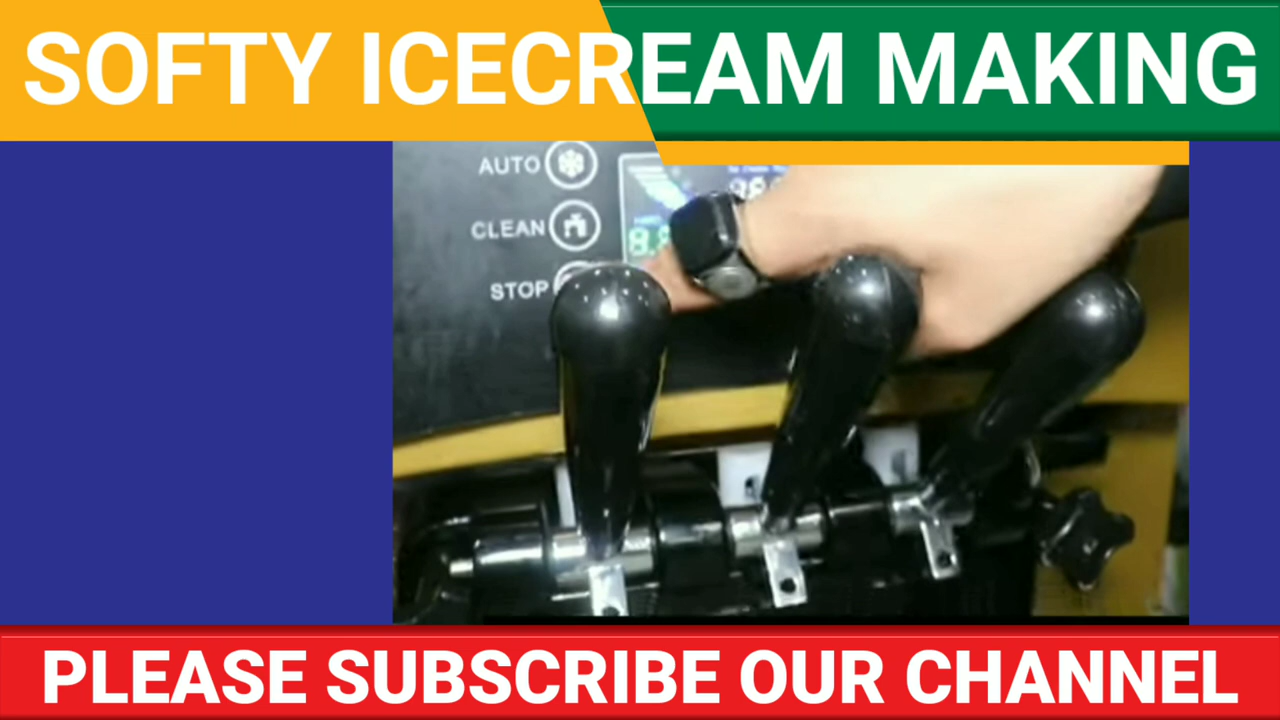 SOFTY ICECREAM MAKING
AUTO
CLEAN
STOP
PLEASE SUBSCRIBE OUR CHANNEL